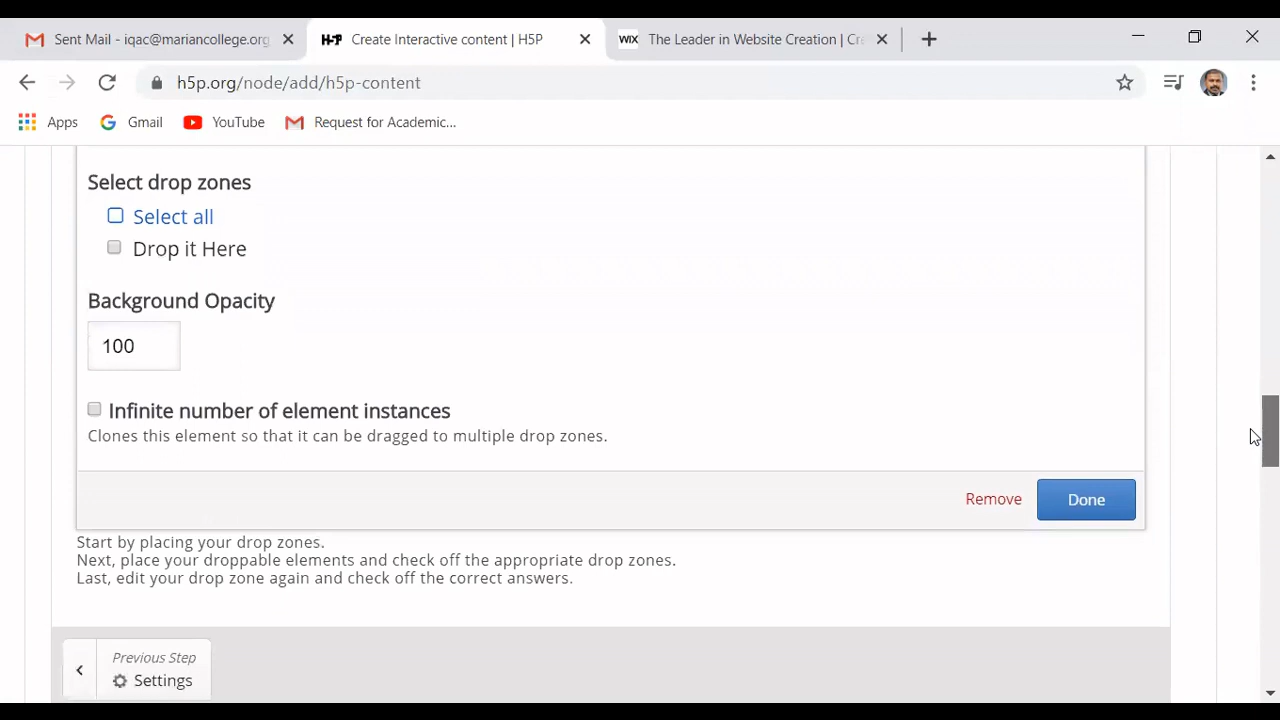 Sent Mail - iqac@mariancollege.org
H-P Create Interactive content | H5P
WIX The Leader in Website Creation | Cre
h5p.org/node/add/h5p-content
Apps Gmail YouTube Request for Academic...
Select drop zones
Select all
Drop it Here
Background Opacity
100
Infinite number of element instances
Clones this element so that it can be dragged to multiple drop zones.
Remove Done
Start by placing your drop zones.
Next, place your droppable elements and check off the appropriate drop zones.
Last, edit your drop zone again and check off the correct answers.
Previous Step
Settings